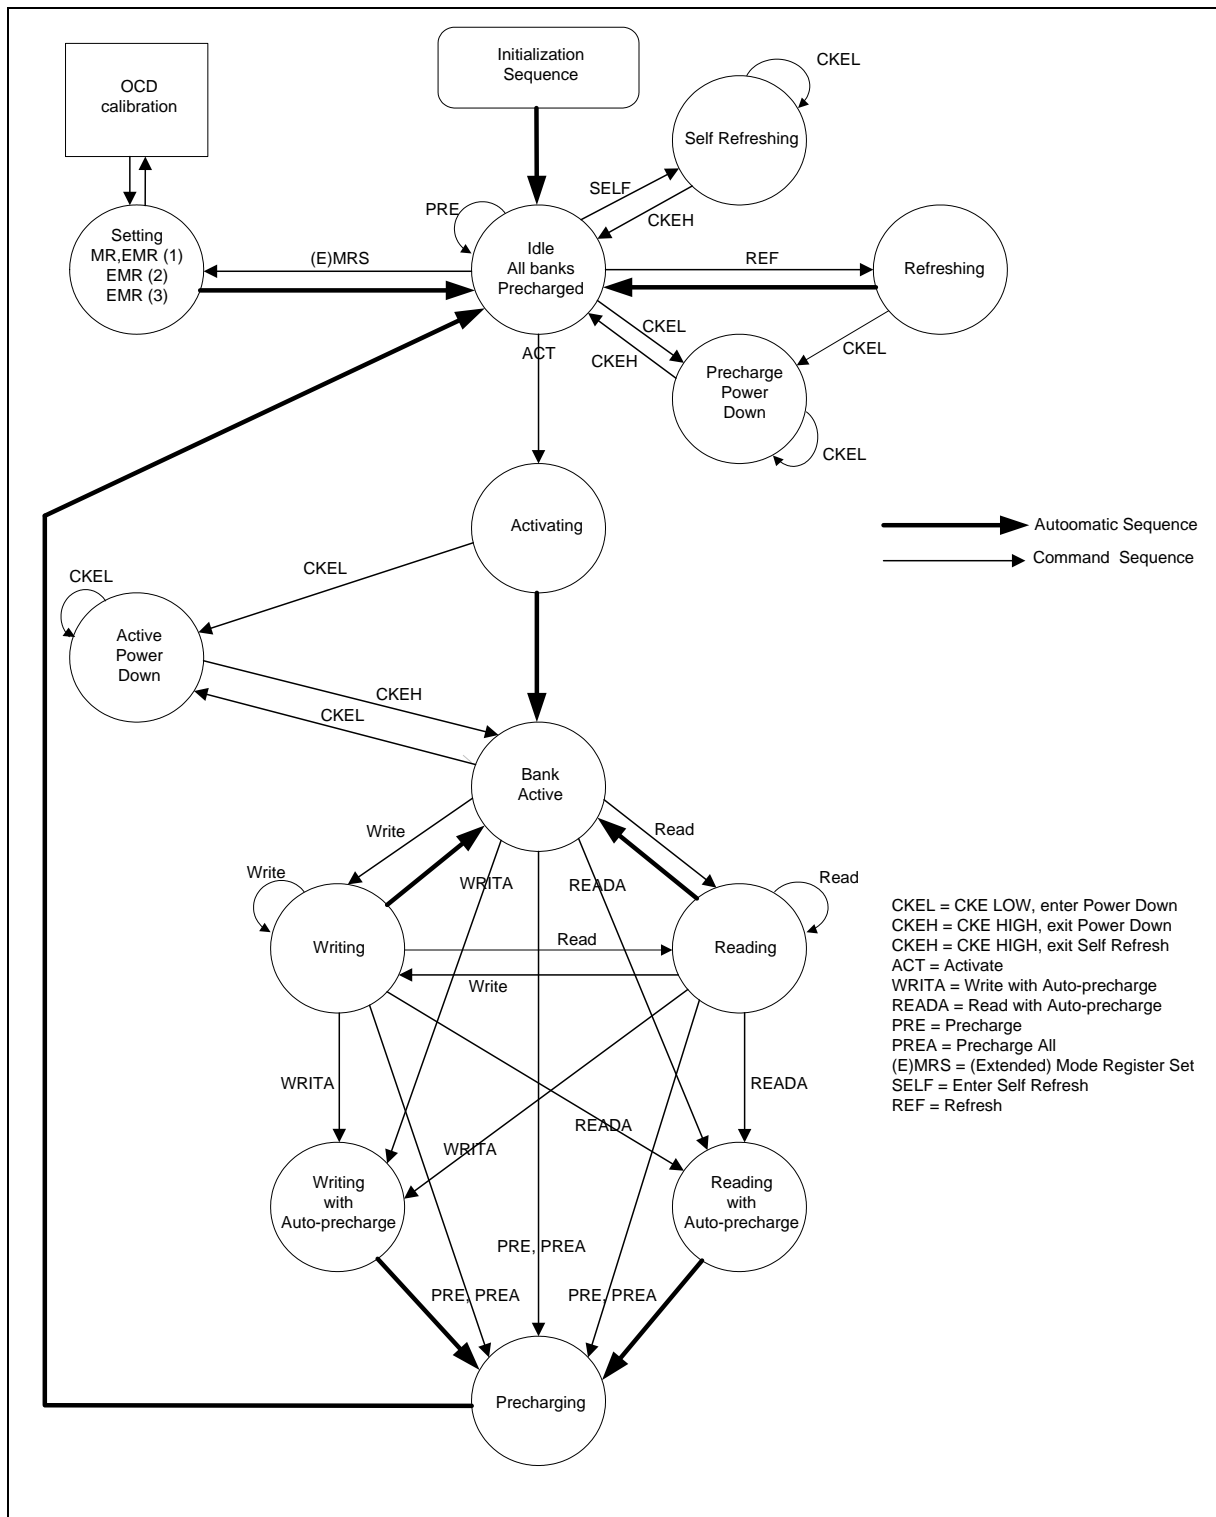 Initialization
Sequence
OCD
calibration
CKEL
Self Refreshing
SELF
CKEH
PRE
Setting
MR,EMR (1)
EMR (2)
EMR (3)
(E)MRS
Idle
All banks
Precharged
REF
Refreshing
CKEL
CKEH
CKEL
ACT
Precharge
Power
Down
CKEL
Activating
Autoomatic Sequence
Command Sequence
CKEL
CKEL
Active
Power
Down
CKEH
CKEL
Bank
Active
Write
Read
Write
WRITA
READA
Read
Writing
Read
Reading
Write
CKEL = CKE LOW, enter Power Down
CKEH = CKE HIGH, exit Power Down
CKEH = CKE HIGH, exit Self Refresh
ACT = Activate
WRITA = Write with Auto-precharge
READA = Read with Auto-precharge
PRE = Precharge
PREA = Precharge All
(E)MRS = (Extended) Mode Register Set
SELF = Enter Self Refresh
REF = Refresh
WRITA
READA
READA
WRITA
Writing
with
Auto-precharge
Reading
with
Auto-precharge
PRE, PREA
PRE, PREA
PRE, PREA
Precharging